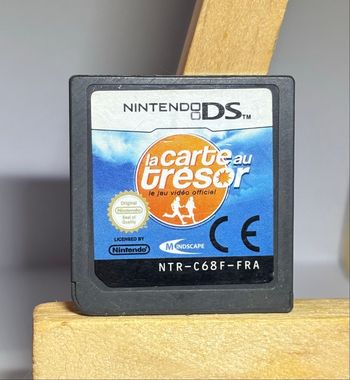 NINTENDO DS™
la carte au
trésor
le jeu vidéo officiel
Original
Nintendo
Seal of
Quality
LICENSED BY
Nintendo
MINDSCAPE
CE
NTR-C68F-FRA